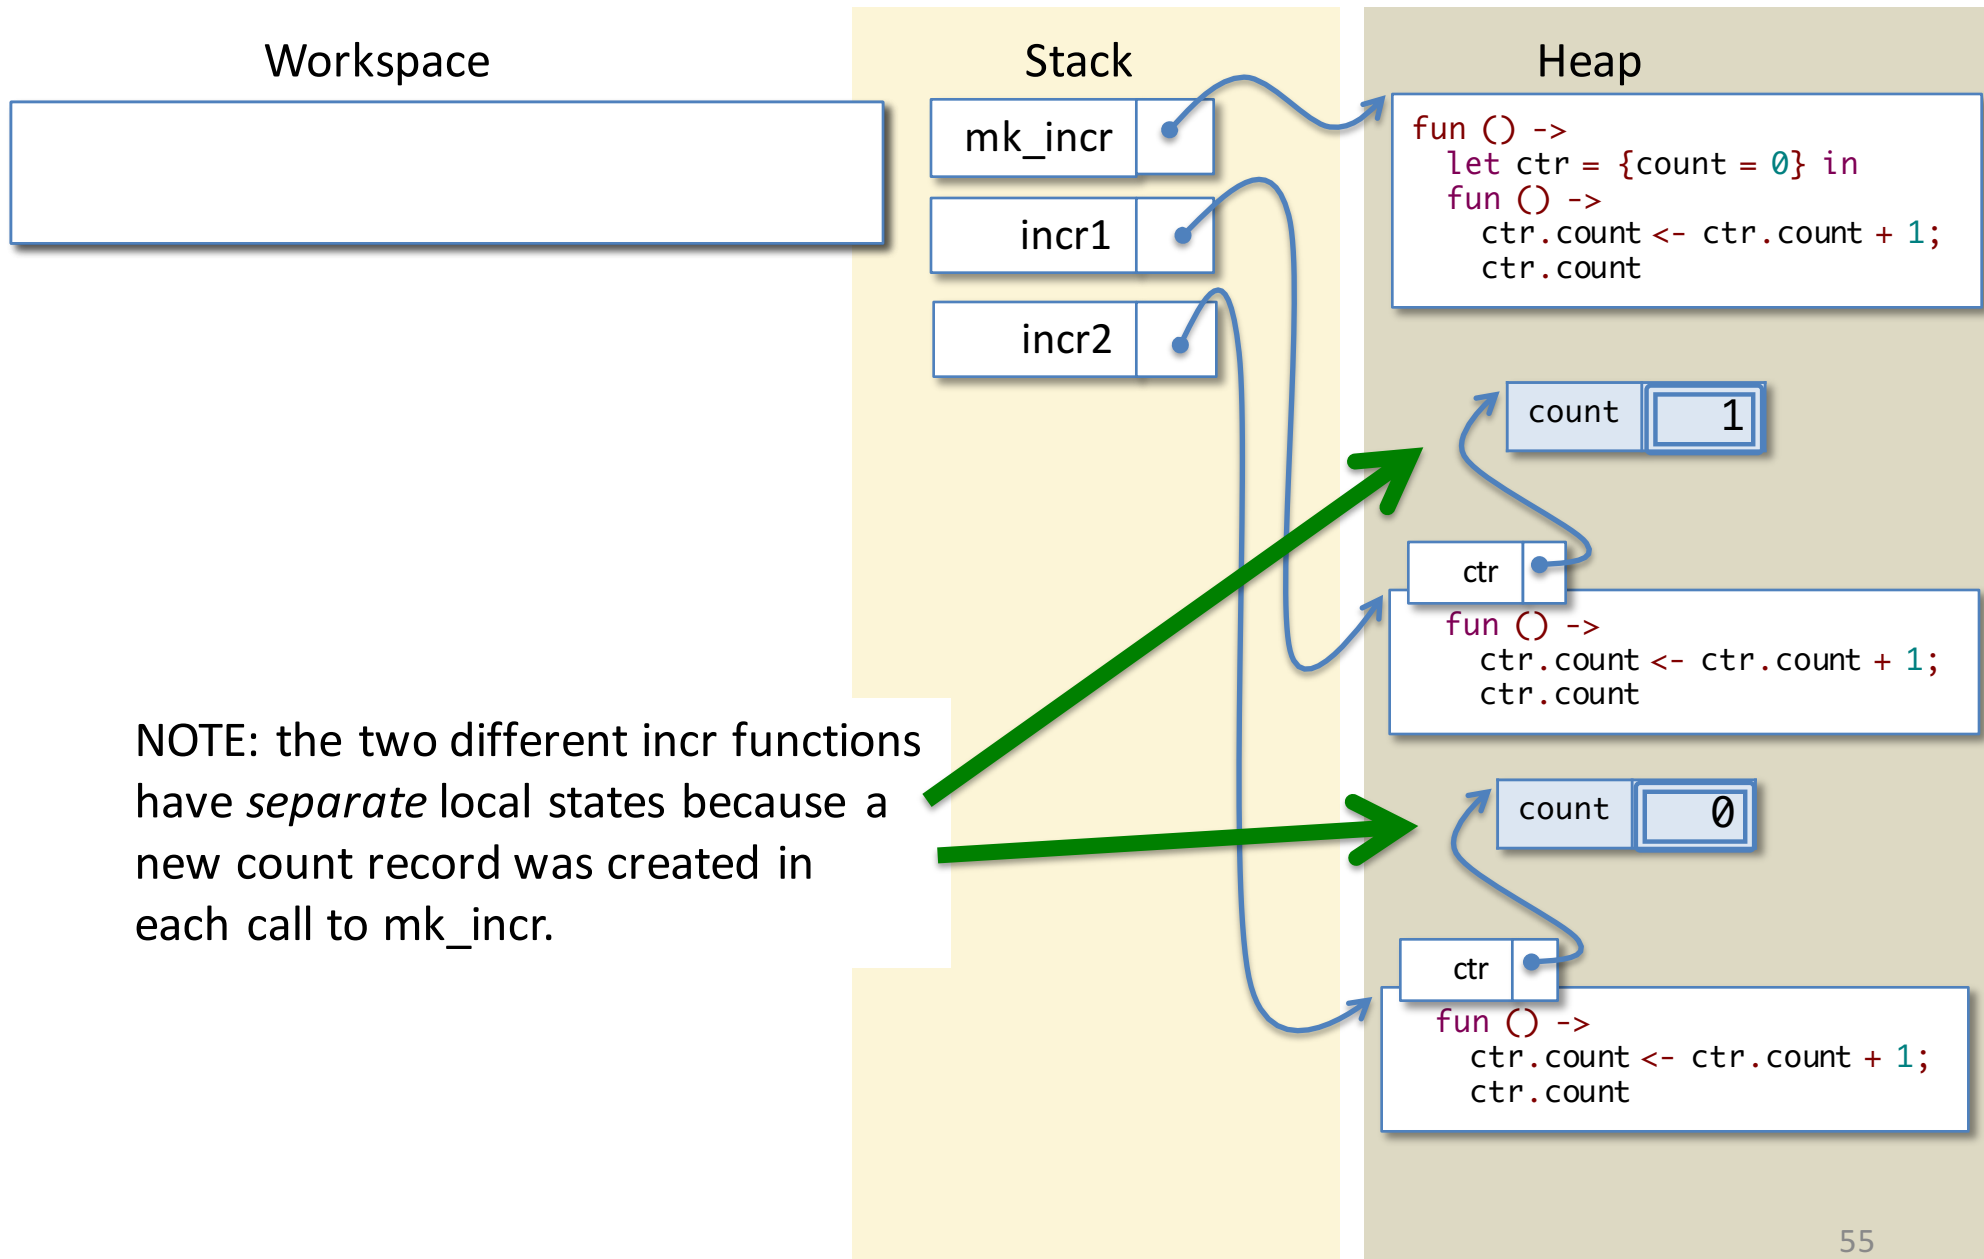 Workspace
Stack
Heap
mk_incr
incr1
incr2
fun () ->
let ctr = {count = 0} in
fun () ->
ctr.count <- ctr.count + 1;
ctr.count
count 1
ctr
fun () ->
ctr.count <- ctr.count + 1;
ctr.count
NOTE: the two different incr functions
have separate local states because a
new count record was created in
each call to mk_incr.
count 0
ctr
fun () ->
ctr.count <- ctr.count + 1;
ctr.count
55